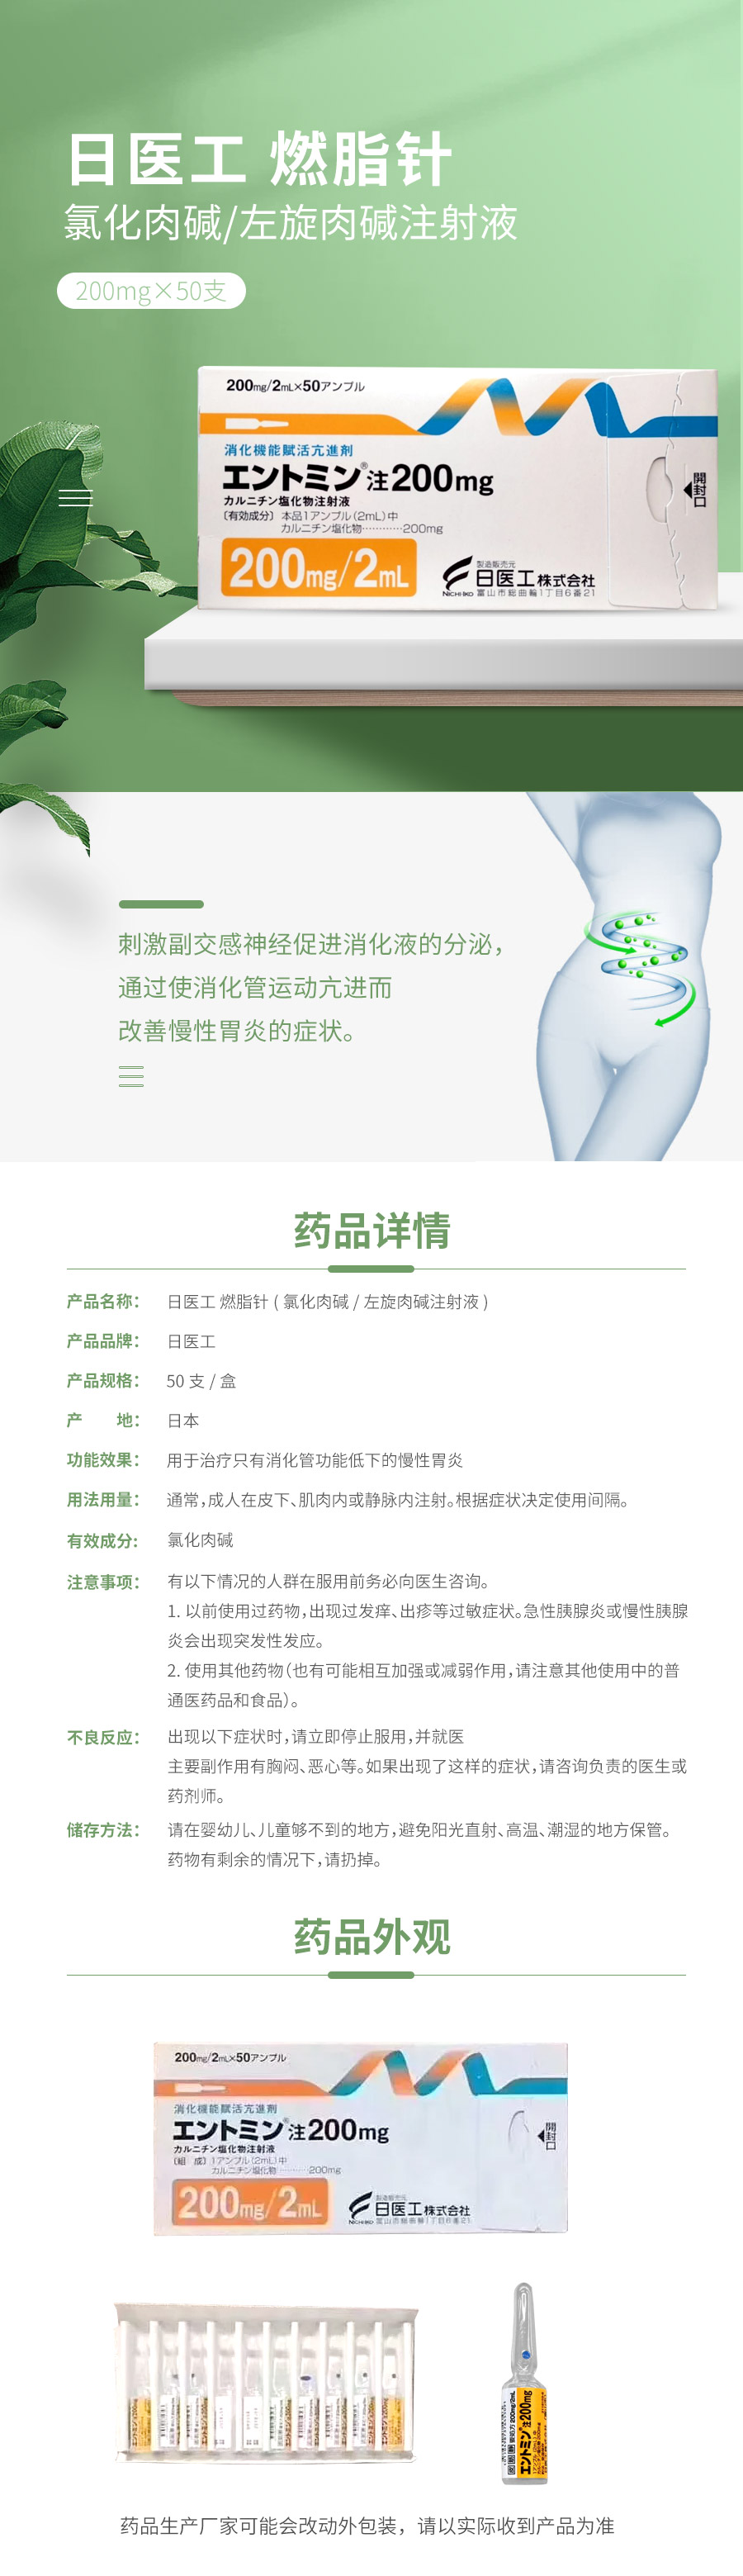 日医工 燃脂针
氯化肉碱/左旋肉碱注射液
200mg×50支
200mg/2mL×50アンプル
消化機能賦活亢進剤
エントミン®注200mg
カルニチン塩化物注射液
〔有効成分〕 本品1アンプル(2mL)中
カルニチン塩化物…………200mg
開封口
200mg/2mL
製造販売元
日医工株式会社
NICHI-IKO 富山市総曲輪1丁目6番21
刺激副交感神经促进消化液的分泌，
通过使消化管运动亢进而
改善慢性胃炎的症状。
药品详情
产品名称： 日医工 燃脂针 ( 氯化肉碱 / 左旋肉碱注射液 )
产品品牌： 日医工
产品规格： 50 支 / 盒
产 地： 日本
功能效果： 用于治疗只有消化管功能低下的慢性胃炎
用法用量： 通常，成人在皮下、肌肉内或静脉内注射。根据症状决定使用间隔。
有效成分: 氯化肉碱
注意事项： 有以下情况的人群在服用前务必向医生咨询。
1. 以前使用过药物，出现过发痒、出疹等过敏症状。急性胰腺炎或慢性胰腺
炎会出现突发性发应。
2. 使用其他药物（也有可能相互加强或减弱作用，请注意其他使用中的普
通医药品和食品）。
不良反应： 出现以下症状时，请立即停止服用，并就医
主要副作用有胸闷、恶心等。如果出现了这样的症状，请咨询负责的医生或
药剂师。
储存方法： 请在婴幼儿、儿童够不到的地方，避免阳光直射、高温、潮湿的地方保管。
药物有剩余的情况下，请扔掉。
药品外观
200mg/2mL×50アンプル
消化機能賦活亢進剤
エントミン®注200mg
カルニチン塩化物注射液
〔組 成〕 1アンプル(2mL)中
カルニチン塩化物…………200mg
開封口
200mg/2mL
製造販売元
日医工株式会社
NICHI-IKO 富山市総曲輪1丁目6番21
エントミン注200mg
药品生产厂家可能会改动外包装，请以实际收到产品为准